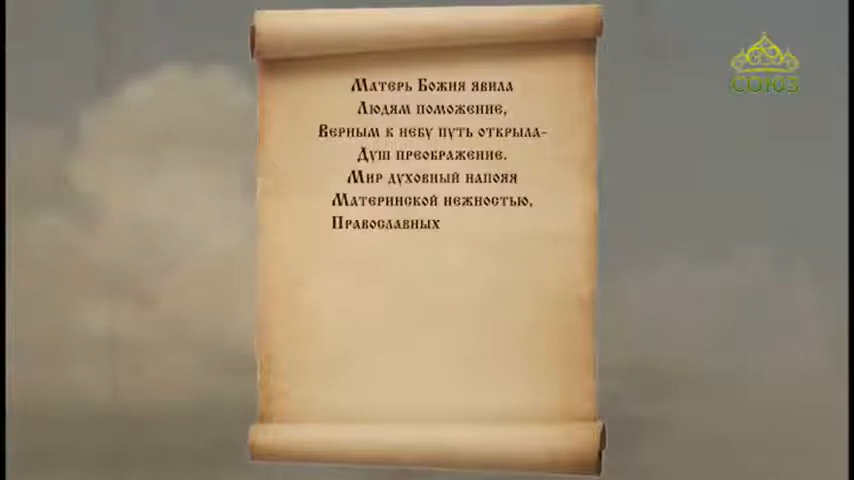 СОЮЗ
Матерь Божия явила
Людям поможение,
Верным к небу путь открыла-
Душ преображение.
Мир духовный напояя
Материнской нежностью,
Православных